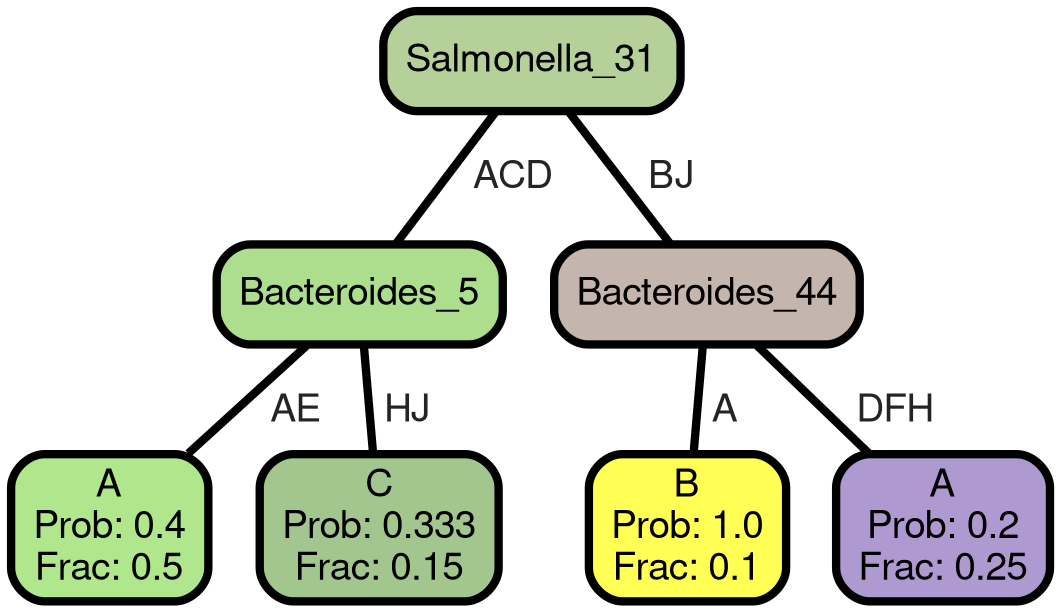 Salmonella_31
ACD
BJ
Bacteroides_5
Bacteroides_44
AE
HJ
A
DFH
A
Prob: 0.4
Frac: 0.5
C
Prob: 0.333
Frac: 0.15
B
Prob: 1.0
Frac: 0.1
A
Prob: 0.2
Frac: 0.25